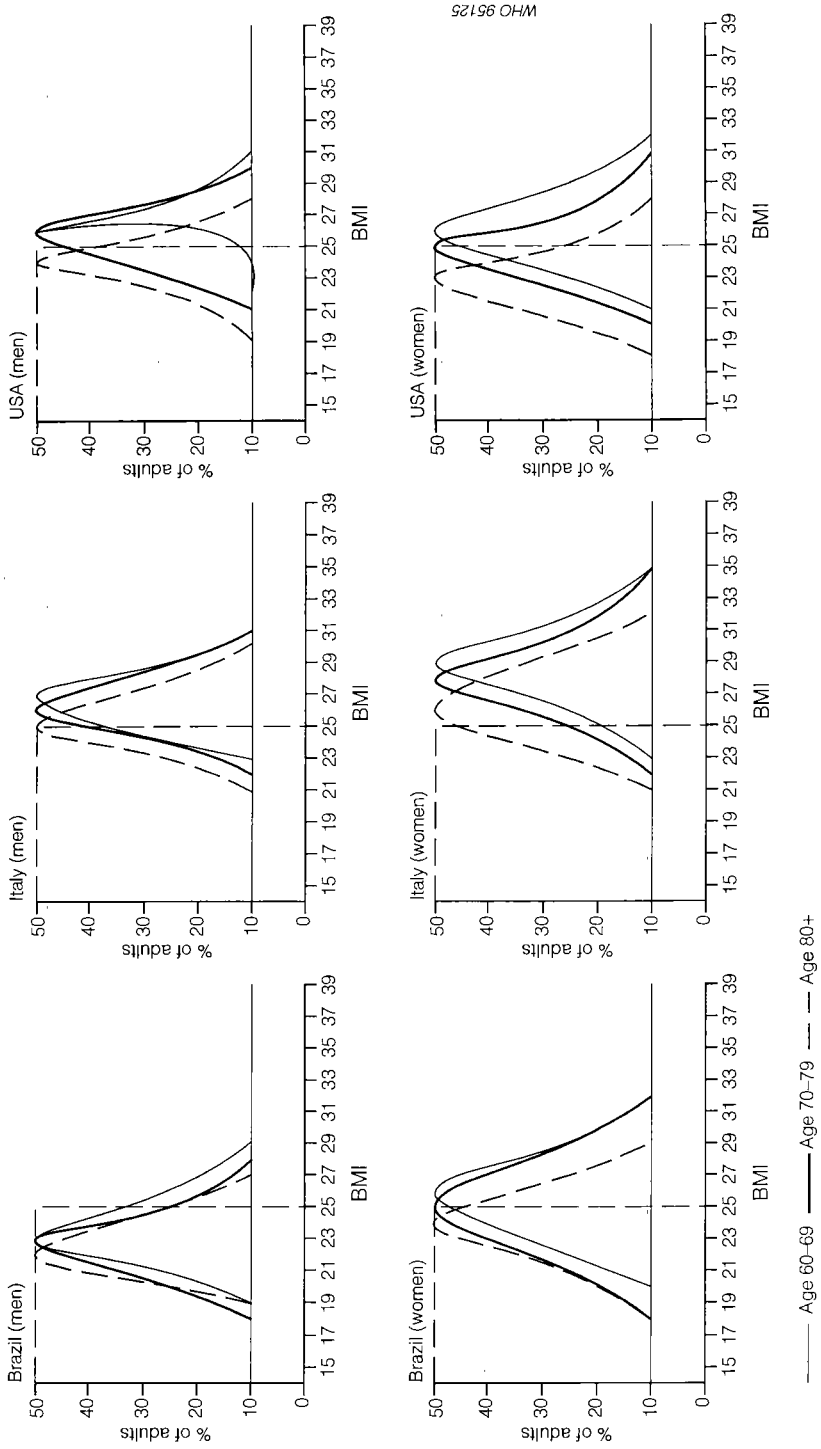 Brazil (men)
50
40
30
20
10
0
% of adults
15 17 19 21 23 25 27 29 31 33 35 37 39
BMI
Italy (men)
50
40
30
20
10
0
% of adults
15 17 19 21 23 25 27 29 31 33 35 37 39
BMI
USA (men)
50
40
30
20
10
0
% of adults
15 17 19 21 23 25 27 29 31 33 35 37 39
BMI
Brazil (women)
50
40
30
20
10
0
% of adults
15 17 19 21 23 25 27 29 31 33 35 37 39
BMI
Italy (women)
50
40
30
20
10
0
% of adults
15 17 19 21 23 25 27 29 31 33 35 37 39
BMI
USA (women)
50
40
30
20
10
0
% of adults
15 17 19 21 23 25 27 29 31 33 35 37 39
BMI
Age 60–69 Age 70–79 Age 80+
WHO 95125